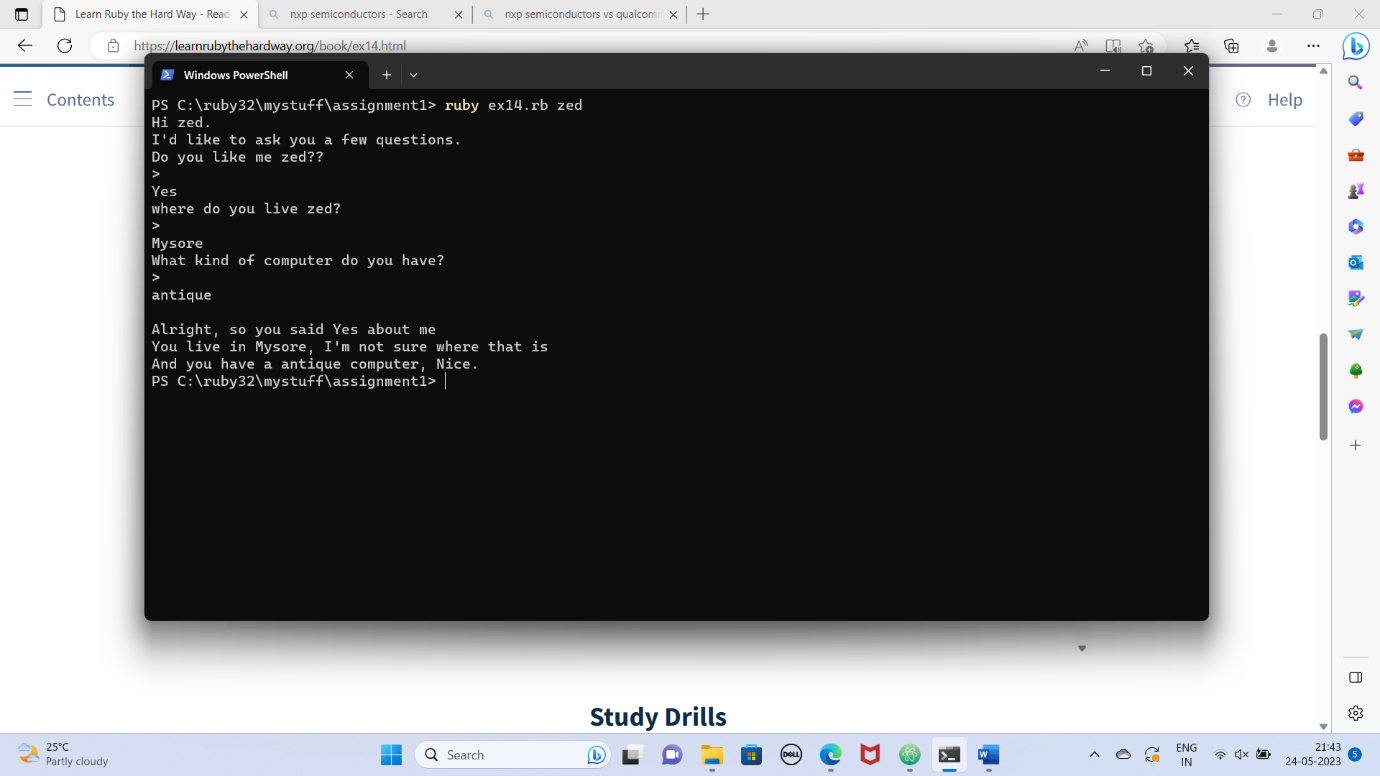 Learn Ruby the Hard Way - Read
nxp semiconductors - Search
nxp semiconductors vs qualcom
https://learnrubythehardway.org/book/ex14.html
Contents
Help
Windows PowerShell
PS C:\ruby32\mystuff\assignment1> ruby ex14.rb zed
Hi zed.
I'd like to ask you a few questions.
Do you like me zed??
>
Yes
where do you live zed?
>
Mysore
What kind of computer do you have?
>
antique
Alright, so you said Yes about me
You live in Mysore, I'm not sure where that is
And you have a antique computer, Nice.
PS C:\ruby32\mystuff\assignment1>
Study Drills
25°C
Partly cloudy
Search
DELL
W
ENG
IN
21:43
24-05-2023
5